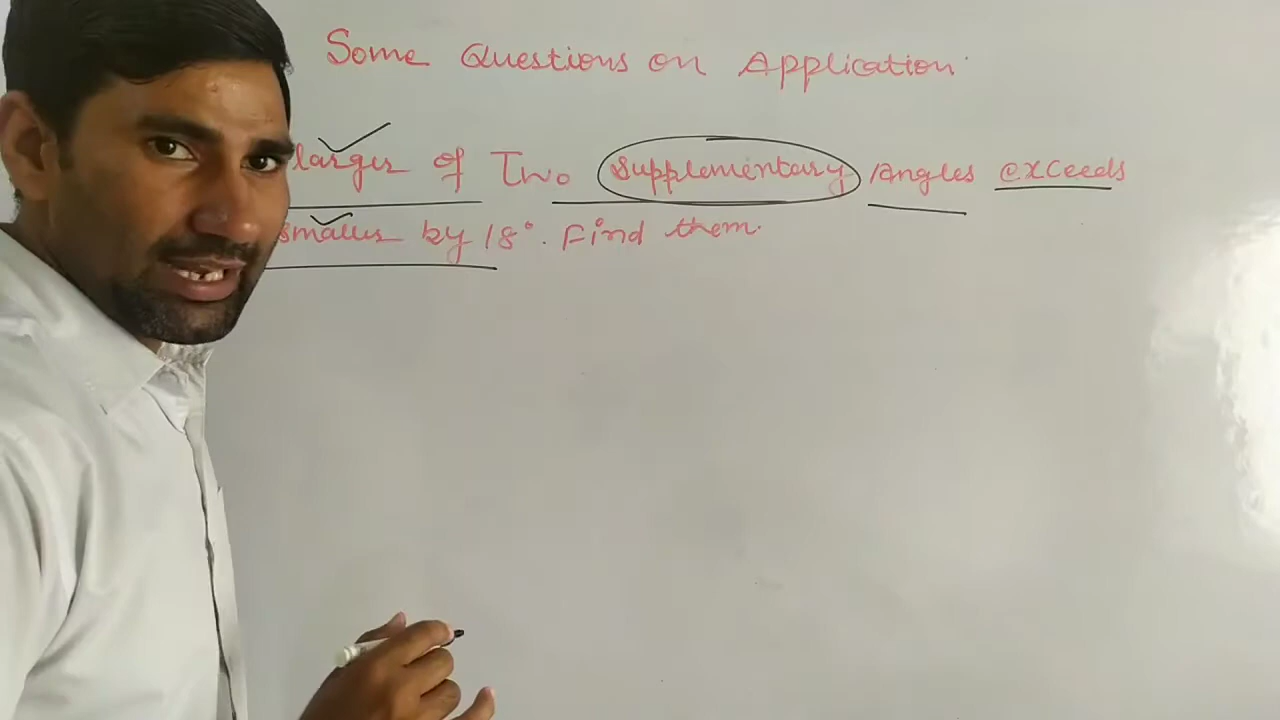 Some Questions on Application.
larger of Two Supplementary Angles exceeds
smaller by 18°. Find them.